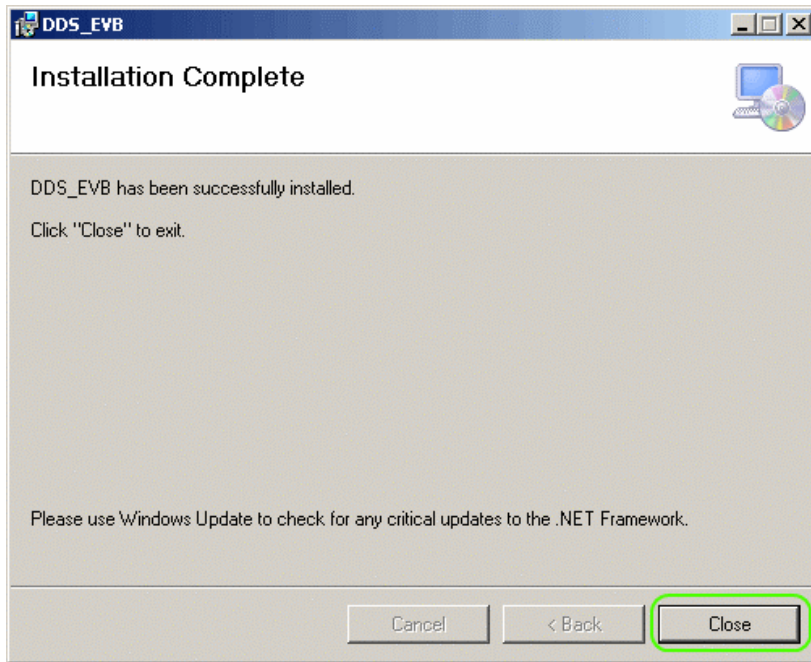 DDS_EVB
Installation Complete
DDS_EVB has been successfully installed.
Click "Close" to exit.
Please use Windows Update to check for any critical updates to the .NET Framework.
Cancel
< Back
Close